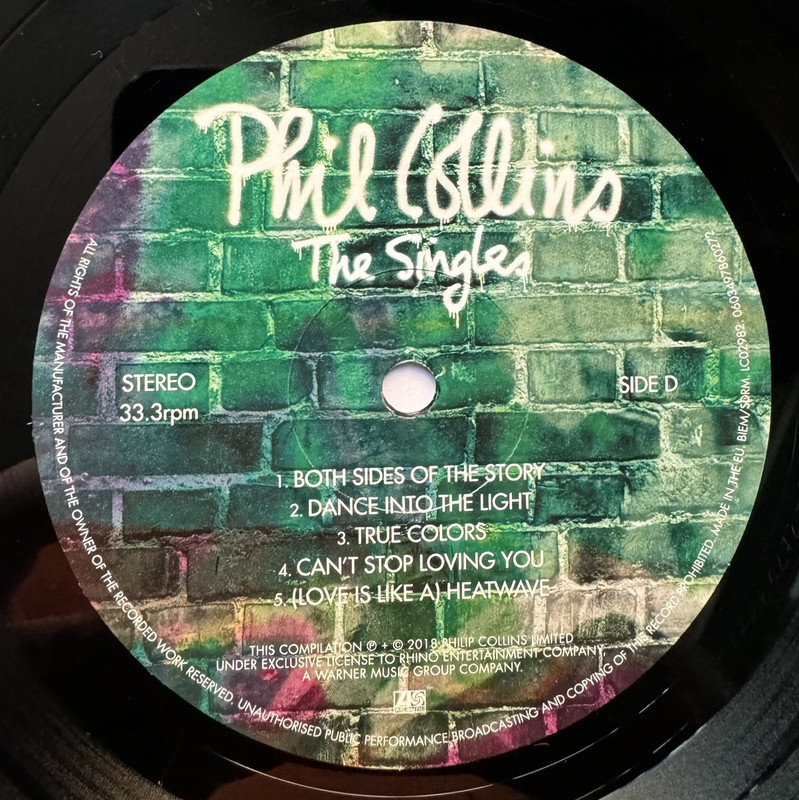 Phil Collins
The Singles
STEREO
33.3rpm
SIDE D
1. BOTH SIDES OF THE STORY
2. DANCE INTO THE LIGHT
3. TRUE COLORS
4. CAN'T STOP LOVING YOU
5. (LOVE IS LIKE A) HEATWAVE
THIS COMPILATION ℗ + © 2018 PHILIP COLLINS LIMITED
UNDER EXCLUSIVE LICENSE TO RHINO ENTERTAINMENT COMPANY.
A WARNER MUSIC GROUP COMPANY.
ALL RIGHTS OF THE MANUFACTURER AND OF THE OWNER OF THE RECORDED WORK RESERVED. UNAUTHORISED PUBLIC PERFORMANCE BROADCASTING AND COPYING OF THIS RECORD PROHIBITED. MADE IN THE EU. BIEM/SDRM LC02982. 0603497860272